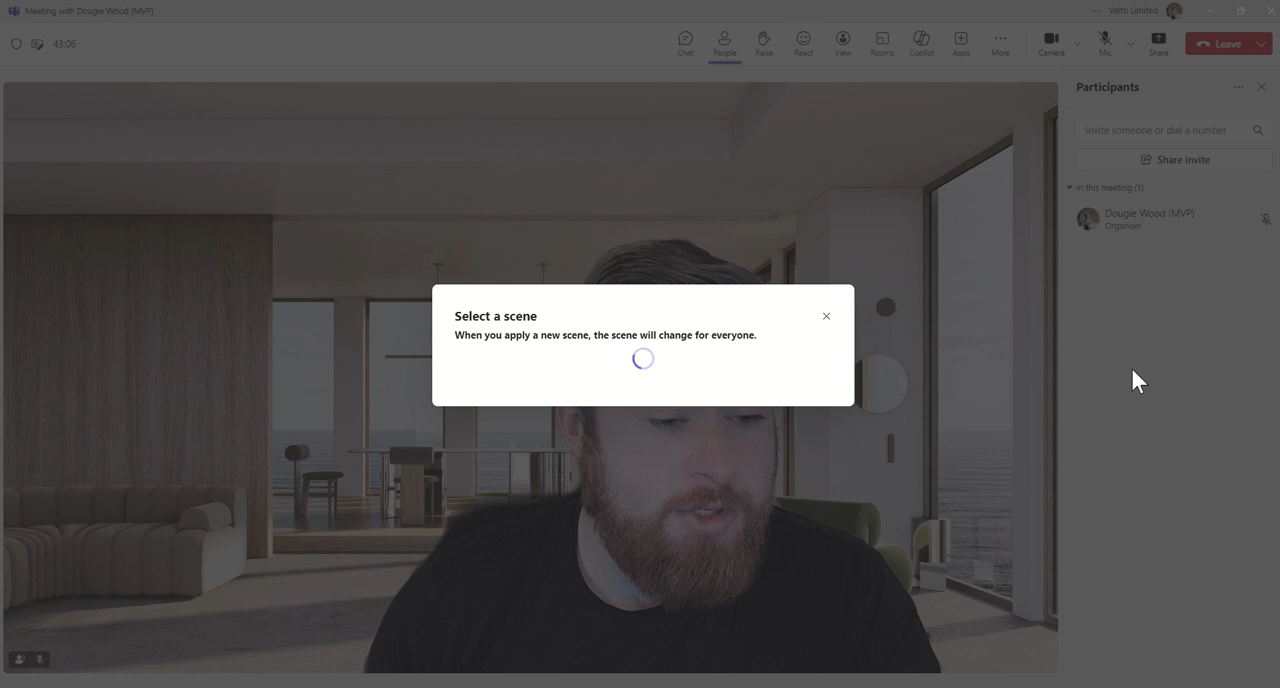 Meeting with Dougie Wood (MVP)
Valto Limited
43:06
Chat
People
Raise
React
View
Rooms
Copilot
Apps
More
Camera
Mic
Share
Leave
Participants
Invite someone or dial a number
Share invite
In this meeting (1)
Dougie Wood (MVP)
Organiser
Select a scene
When you apply a new scene, the scene will change for everyone.